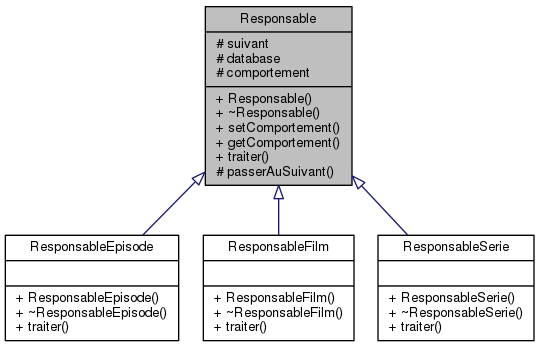 Responsable
# suivant
# database
# comportement
+ Responsable()
+ ~Responsable()
+ setComportement()
+ getComportement()
+ traiter()
# passerAuSuivant()
ResponsableEpisode
+ ResponsableEpisode()
+ ~ResponsableEpisode()
+ traiter()
ResponsableFilm
+ ResponsableFilm()
+ ~ResponsableFilm()
+ traiter()
ResponsableSerie
+ ResponsableSerie()
+ ~ResponsableSerie()
+ traiter()